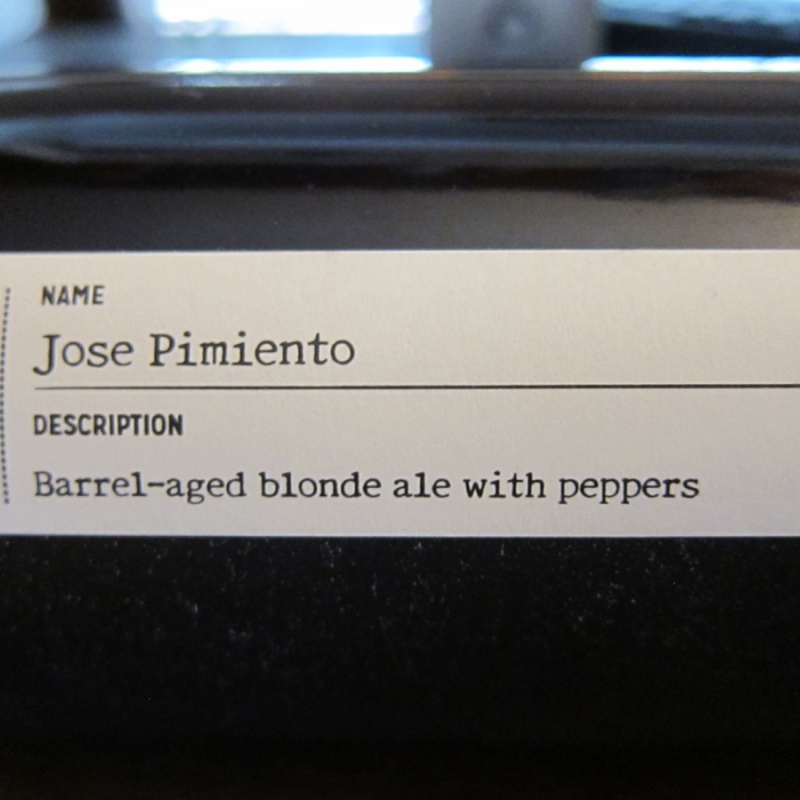 NAME
Jose Pimiento
DESCRIPTION
Barrel-aged blonde ale with peppers